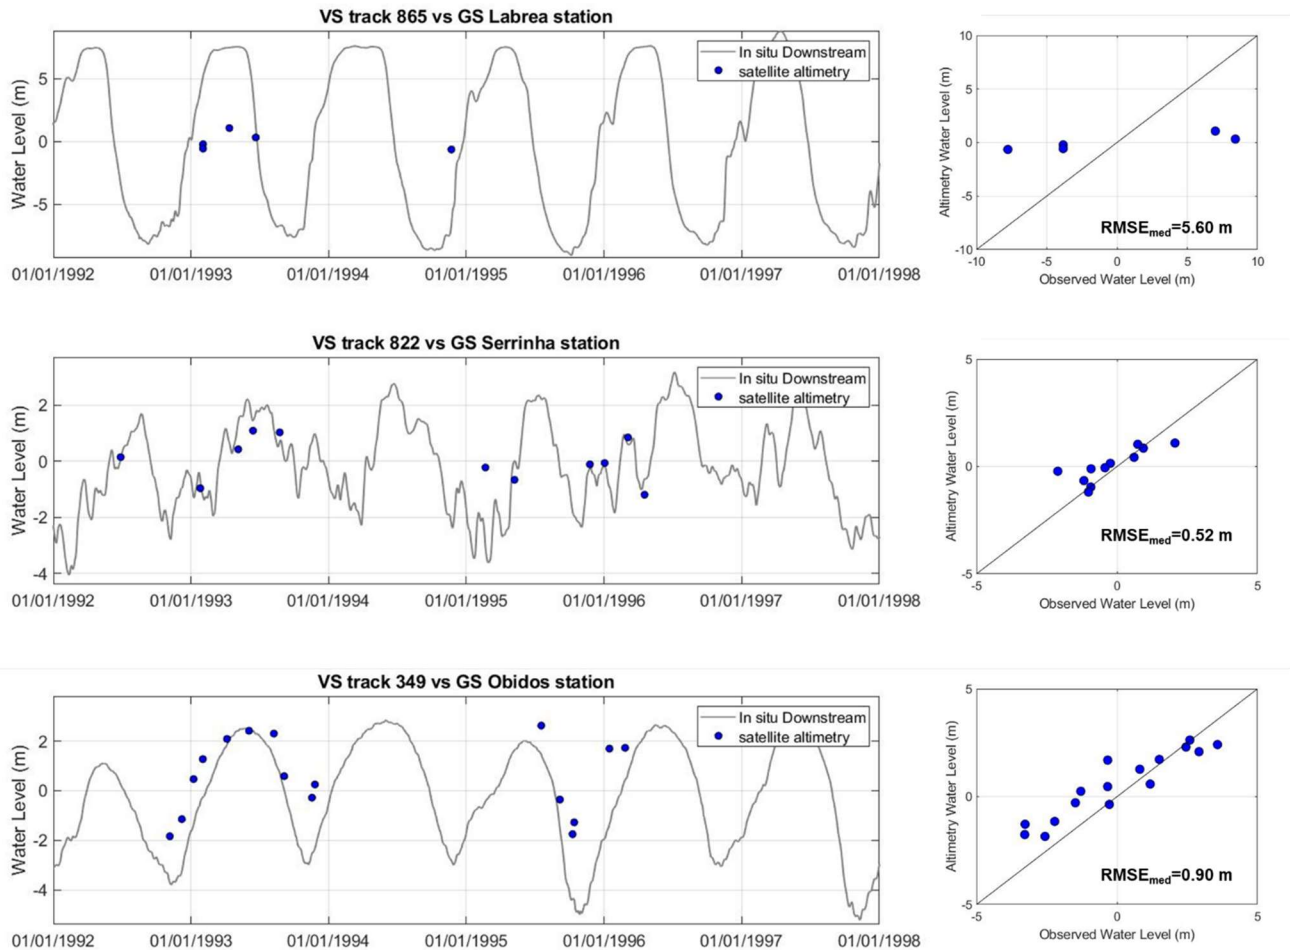 VS track 865 vs GS Labrea station
Water Level (m)
5
0
-5
In situ Downstream
satellite altimetry
01/01/1992 01/01/1993 01/01/1994 01/01/1995 01/01/1996 01/01/1997 01/01/1998
Altimetry Water Level (m)
10
5
0
-5
-10
RMSEmed=5.60 m
-10 -5 0 5 10
Observed Water Level (m)
VS track 822 vs GS Serrinha station
Water Level (m)
2
0
-2
-4
In situ Downstream
satellite altimetry
01/01/1992 01/01/1993 01/01/1994 01/01/1995 01/01/1996 01/01/1997 01/01/1998
Altimetry Water Level (m)
5
0
-5
RMSEmed=0.52 m
-5 0 5
Observed Water Level (m)
VS track 349 vs GS Obidos station
Water Level (m)
2
0
-2
-4
In situ Downstream
satellite altimetry
01/01/1992 01/01/1993 01/01/1994 01/01/1995 01/01/1996 01/01/1997 01/01/1998
Altimetry Water Level (m)
5
0
-5
RMSEmed=0.90 m
-5 0 5
Observed Water Level (m)